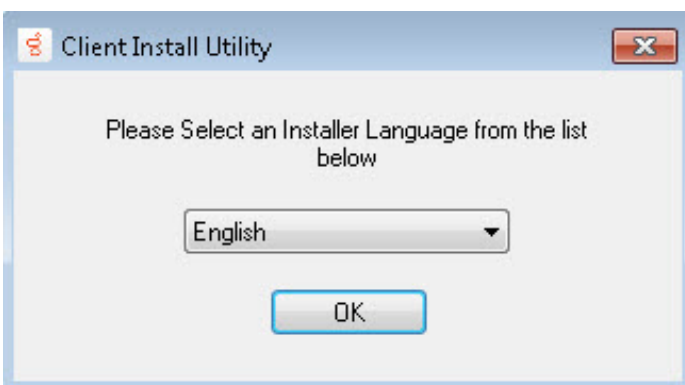 Client Install Utility
Please Select an Installer Language from the list
below
English
OK